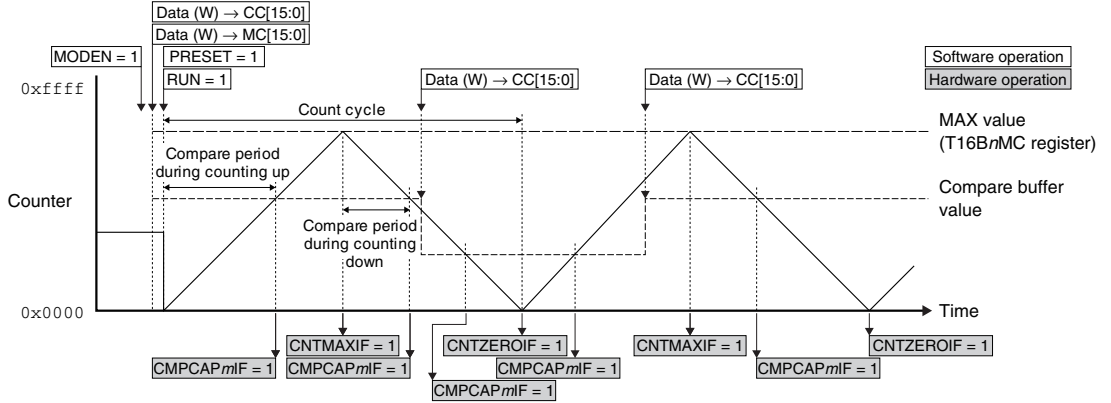 Data (W) → CC[15:0]
Data (W) → MC[15:0]
MODEN = 1
PRESET = 1
RUN = 1
Data (W) → CC[15:0]
Data (W) → CC[15:0]
Software operation
Hardware operation
0xffff
Count cycle
MAX value
(T16BnMC register)
Compare period
during counting up
Compare buffer
value
Counter
Compare period
during counting
down
0x0000
Time
CNTMAXIF = 1
CNTZEROIF = 1
CNTMAXIF = 1
CNTZEROIF = 1
CMPCAPmIF = 1
CMPCAPmIF = 1
CMPCAPmIF = 1
CMPCAPmIF = 1
CMPCAPmIF = 1